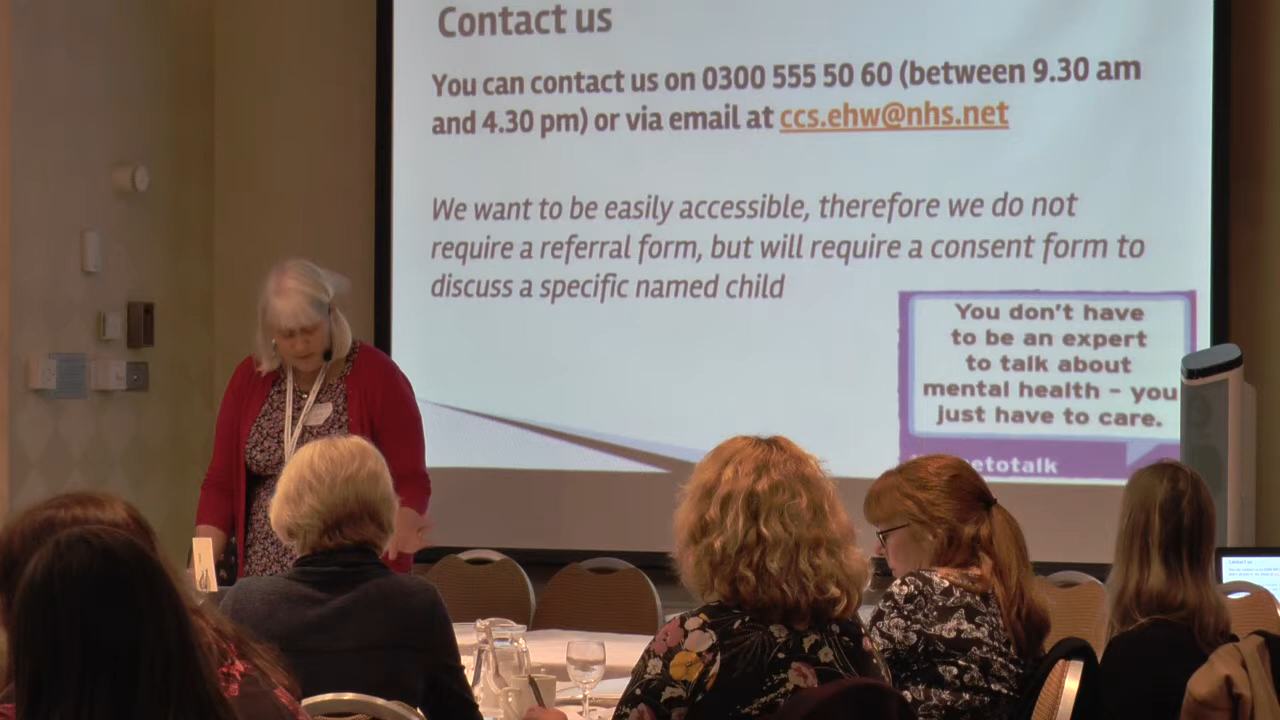 Contact us
You can contact us on 0300 555 50 60 (between 9.30 am
and 4.30 pm) or via email at ccs.ehw@nhs.net
We want to be easily accessible, therefore we do not
require a referral form, but will require a consent form to
discuss a specific named child
You don't have
to be an expert
to talk about
mental health - you
just have to care.
etotalk